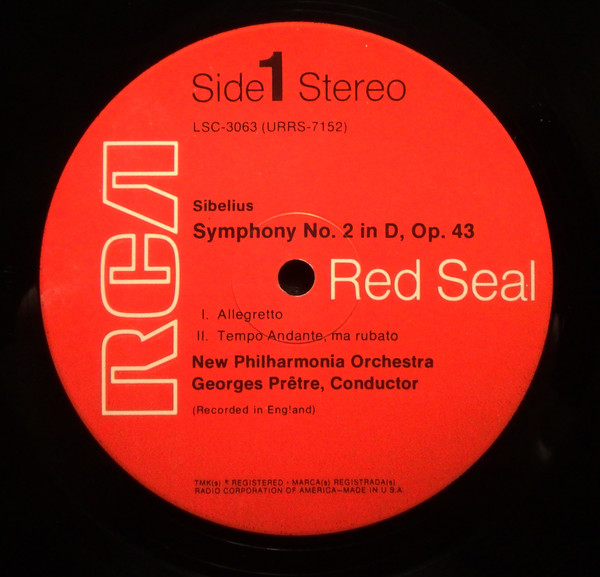 Side 1 Stereo
LSC-3063 (URRS-7152)
RCA
Sibelius
Symphony No. 2 in D, Op. 43
Red Seal
I. Allegretto
II. Tempo Andante, ma rubato
New Philharmonia Orchestra
Georges Prêtre, Conductor
(Recorded in England)
TMK(s) ® REGISTERED • MARCA(s) REGISTRADA(s)
RADIO CORPORATION OF AMERICA—MADE IN U.S.A.